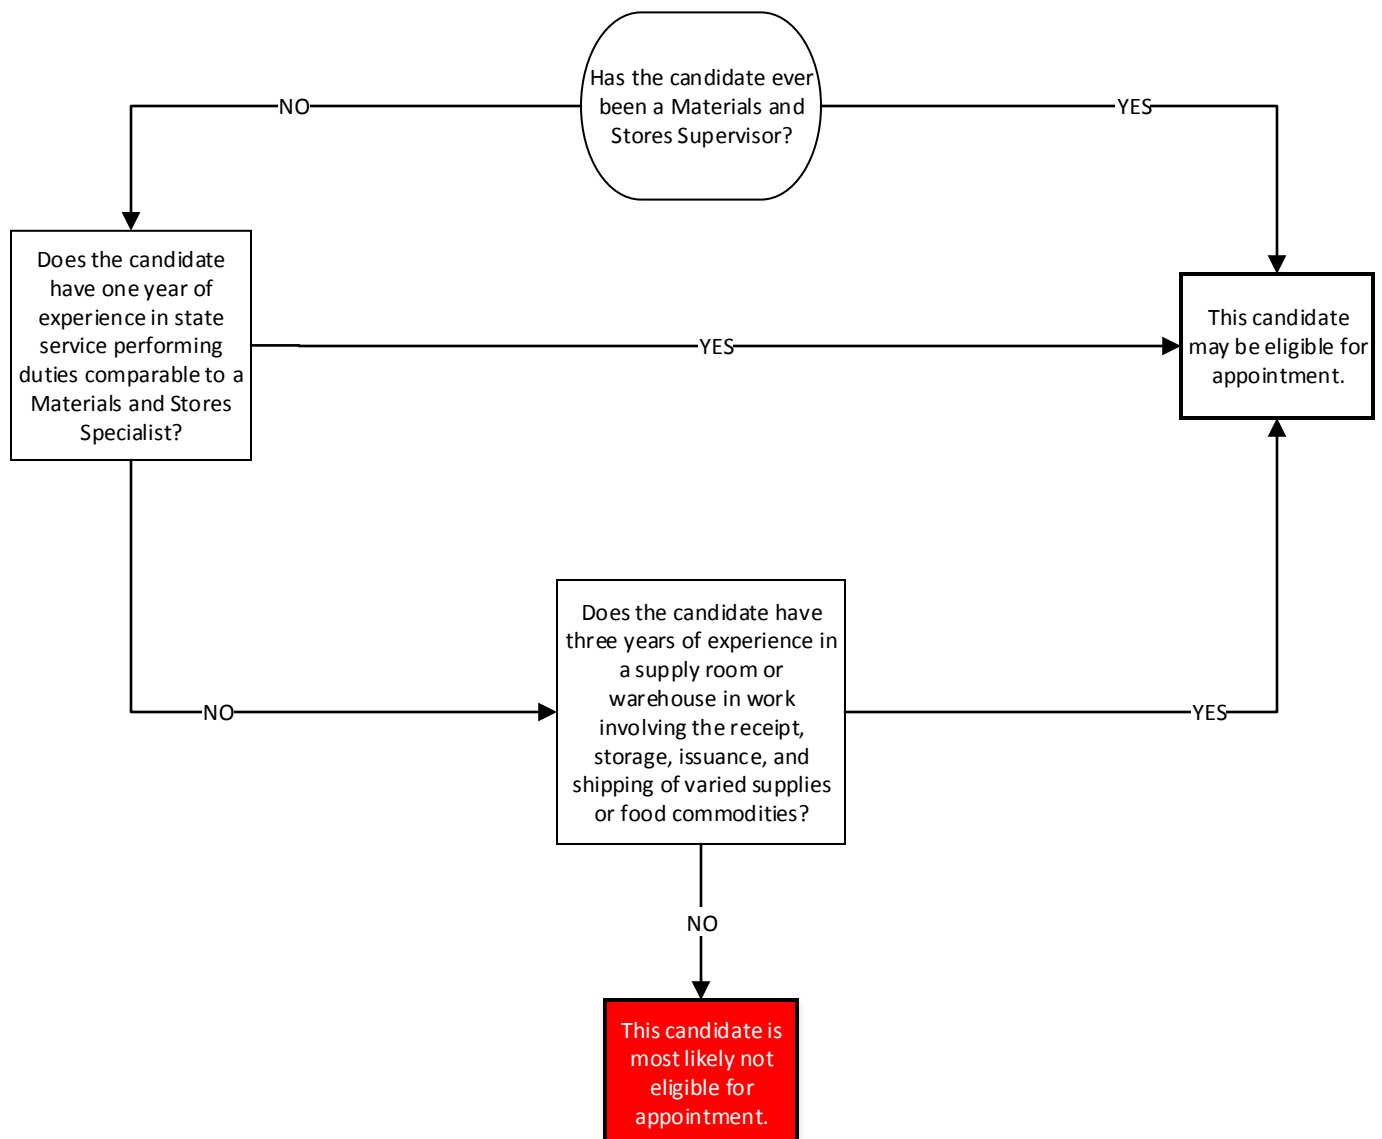 Has the candidate ever
been a Materials and
Stores Supervisor?
NO
YES
Does the candidate
have one year of
experience in state
service performing
duties comparable to a
Materials and Stores
Specialist?
YES
This candidate
may be eligible for
appointment.
Does the candidate have
three years of experience in
a supply room or
warehouse in work
involving the receipt,
storage, issuance, and
shipping of varied supplies
or food commodities?
NO
YES
NO
This candidate is
most likely not
eligible for
appointment.